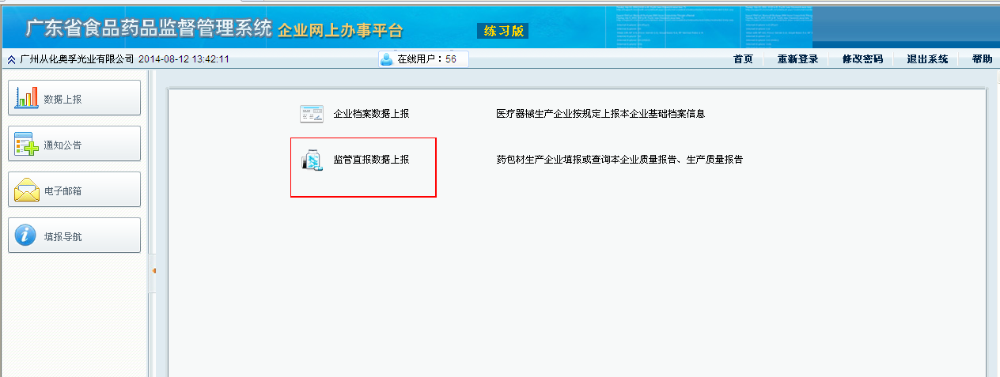 广东省食品药品监督管理系统 企业网上办事平台 练习版
广州从化奥孚光业有限公司 2014-08-12 13:42:11 在线用户：56 首页 重新登录 修改密码 退出系统 帮助
数据上报
通知公告
电子邮箱
填报导航
企业档案数据上报 医疗器械生产企业按规定上报本企业基础档案信息
监管直报数据上报 药包材生产企业填报或查询本企业质量报告、生产质量报告